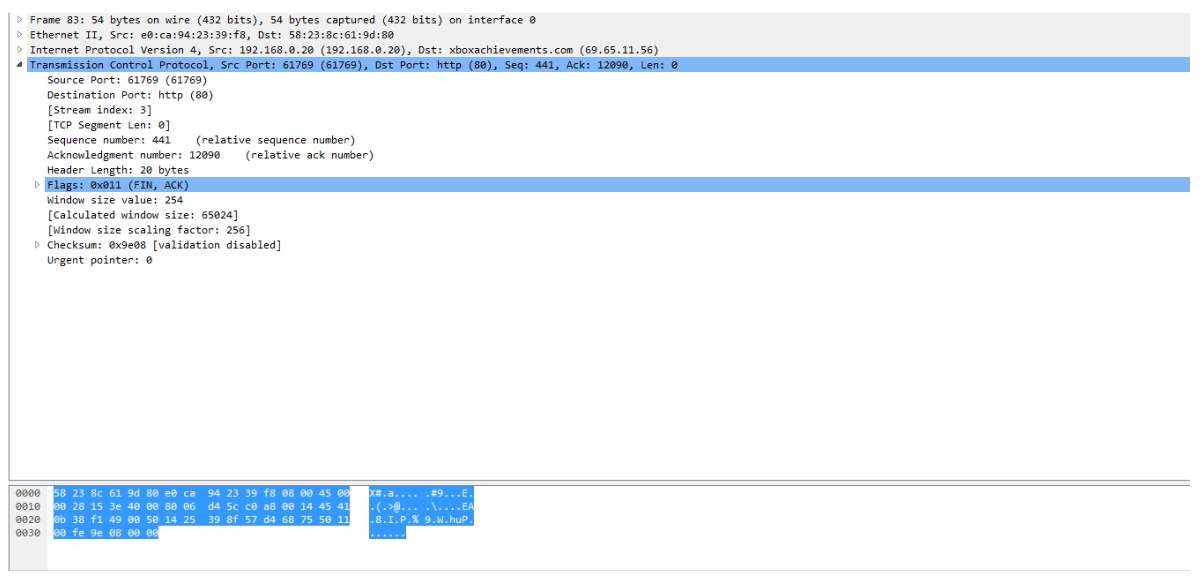 Frame 83: 54 bytes on wire (432 bits), 54 bytes captured (432 bits) on interface 0
Ethernet II, Src: e0:ca:94:23:39:f8, Dst: 58:23:8c:61:9d:80
Internet Protocol Version 4, Src: 192.168.0.20 (192.168.0.20), Dst: xboxachievements.com (69.65.11.56)
Transmission Control Protocol, Src Port: 61769 (61769), Dst Port: http (80), Seq: 441, Ack: 12090, Len: 0
Source Port: 61769 (61769)
Destination Port: http (80)
[Stream index: 3]
[TCP Segment Len: 0]
Sequence number: 441    (relative sequence number)
Acknowledgment number: 12090    (relative ack number)
Header Length: 20 bytes
Flags: 0x011 (FIN, ACK)
Window size value: 254
[Calculated window size: 65024]
[Window size scaling factor: 256]
Checksum: 0x9e08 [validation disabled]
Urgent pointer: 0
0000  58 23 8c 61 9d 80 e0 ca  94 23 39 f8 08 00 45 00   X#.a.... .#9...E.
0010  00 28 15 3e 40 00 80 06  d4 5c c0 a8 00 14 45 41   .(.>@... .\....EA
0020  0b 38 f1 49 00 50 14 25  39 8f 57 d4 68 75 50 11   .8.I.P.% 9.W.huP.
0030  00 fe 9e 08 00 00                                  ......